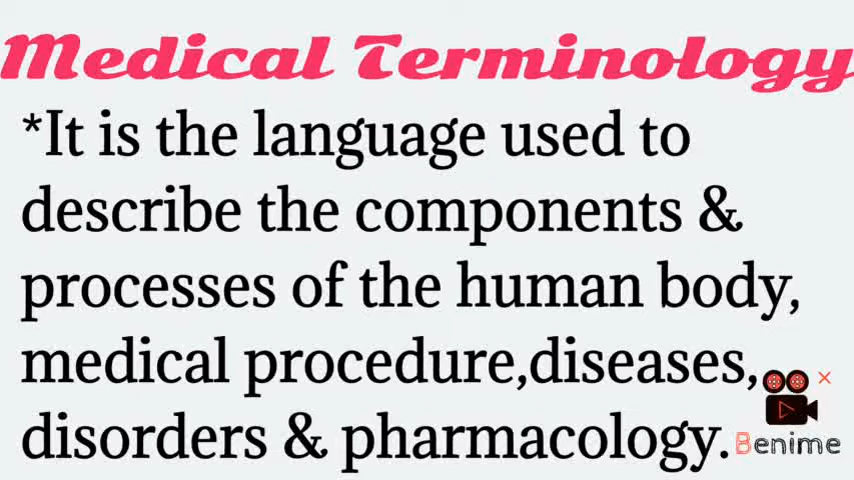 Medical Terminology
*It is the language used to
describe the components &
processes of the human body,
medical procedure,diseases,
disorders & pharmacology.
Benime